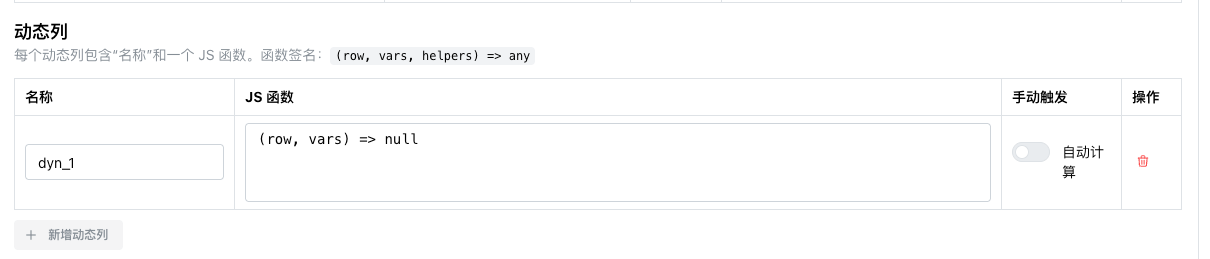 动态列
每个动态列包含“名称”和一个 JS 函数。函数签名： (row, vars, helpers) => any
名称 JS 函数 手动触发 操作
dyn_1 (row, vars) => null 自动计
算
+ 新增动态列